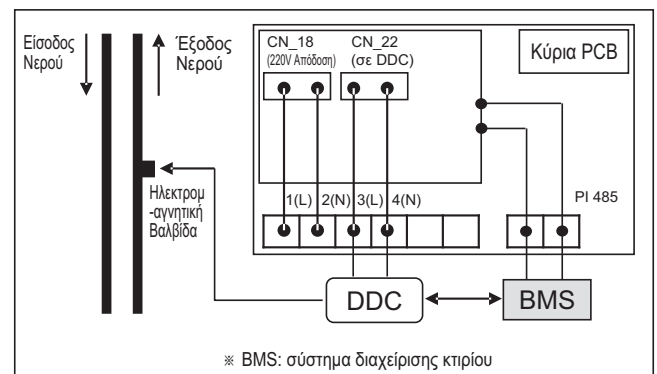 Είσοδος
Νερού
Έξοδος
Νερού
CN_18
(220V Απόδοση)
CN_22
(σε DDC)
Κύρια PCB
Ηλεκτρομ
-αγνητική
Βαλβίδα
1(L) 2(N) 3(L) 4(N)
PI 485
DDC
BMS
※ BMS: σύστημα διαχείρισης κτιρίου